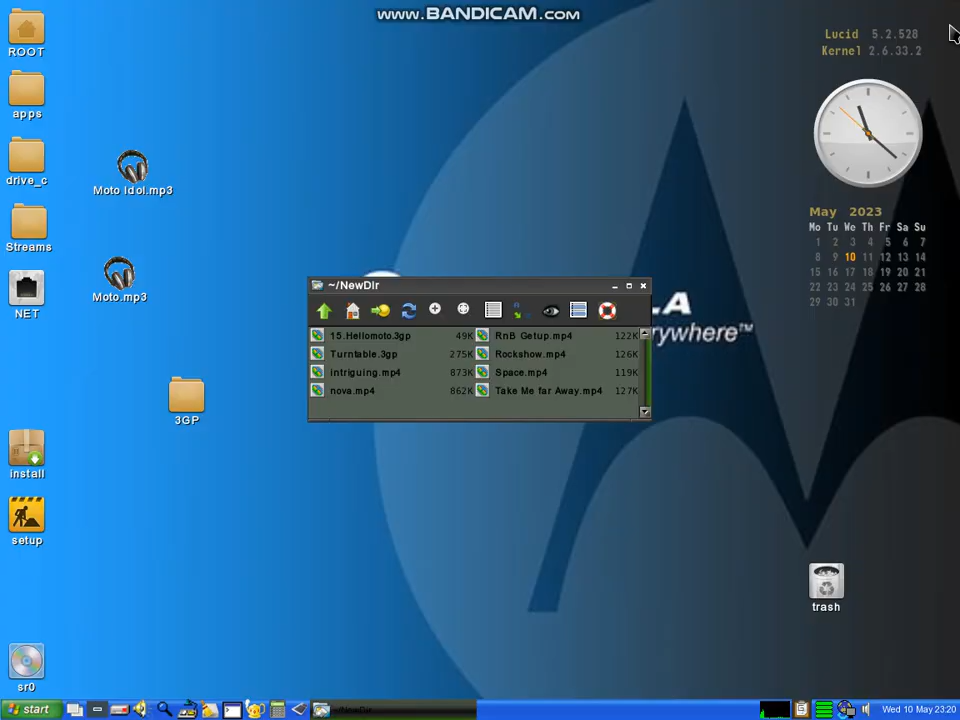 www.BANDICAM.com
Lucid 5.2.528
Kernel 2.6.33.2
ROOT
apps
drive_c
Streams
NET
install
setup
sr0
Moto Idol.mp3
Moto.mp3
3GP
~/NewDir
15.Hellomoto.3gp 49K
Turntable.3gp 275K
intriguing.mp4 873K
nova.mp4 862K
RnB Getup.mp4 122K
Rockshow.mp4 126K
Space.mp4 119K
Take Me far Away.mp4 127K
LA
rywhere™
May 2023
Mo Tu We Th Fr Sa Su
1 2 3 4 5 6 7
8 9 10 11 12 13 14
15 16 17 18 19 20 21
22 23 24 25 26 27 28
29 30 31
trash
start
~/NewDir
Wed 10 May 23:20